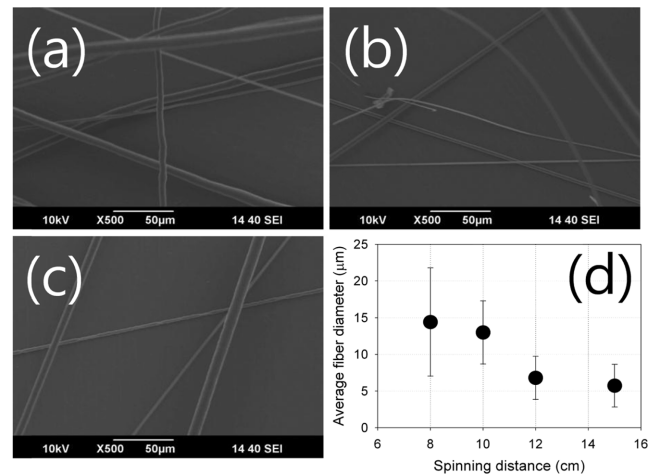 (a)
10kV X500 50μm 14 40 SEI
(b)
10kV X500 50μm 14 40 SEI
(c)
10kV X500 50μm 14 40 SEI
(d)
Average fiber diameter (μm)
25
20
15
10
5
0
6 8 10 12 14 16
Spinning distance (cm)